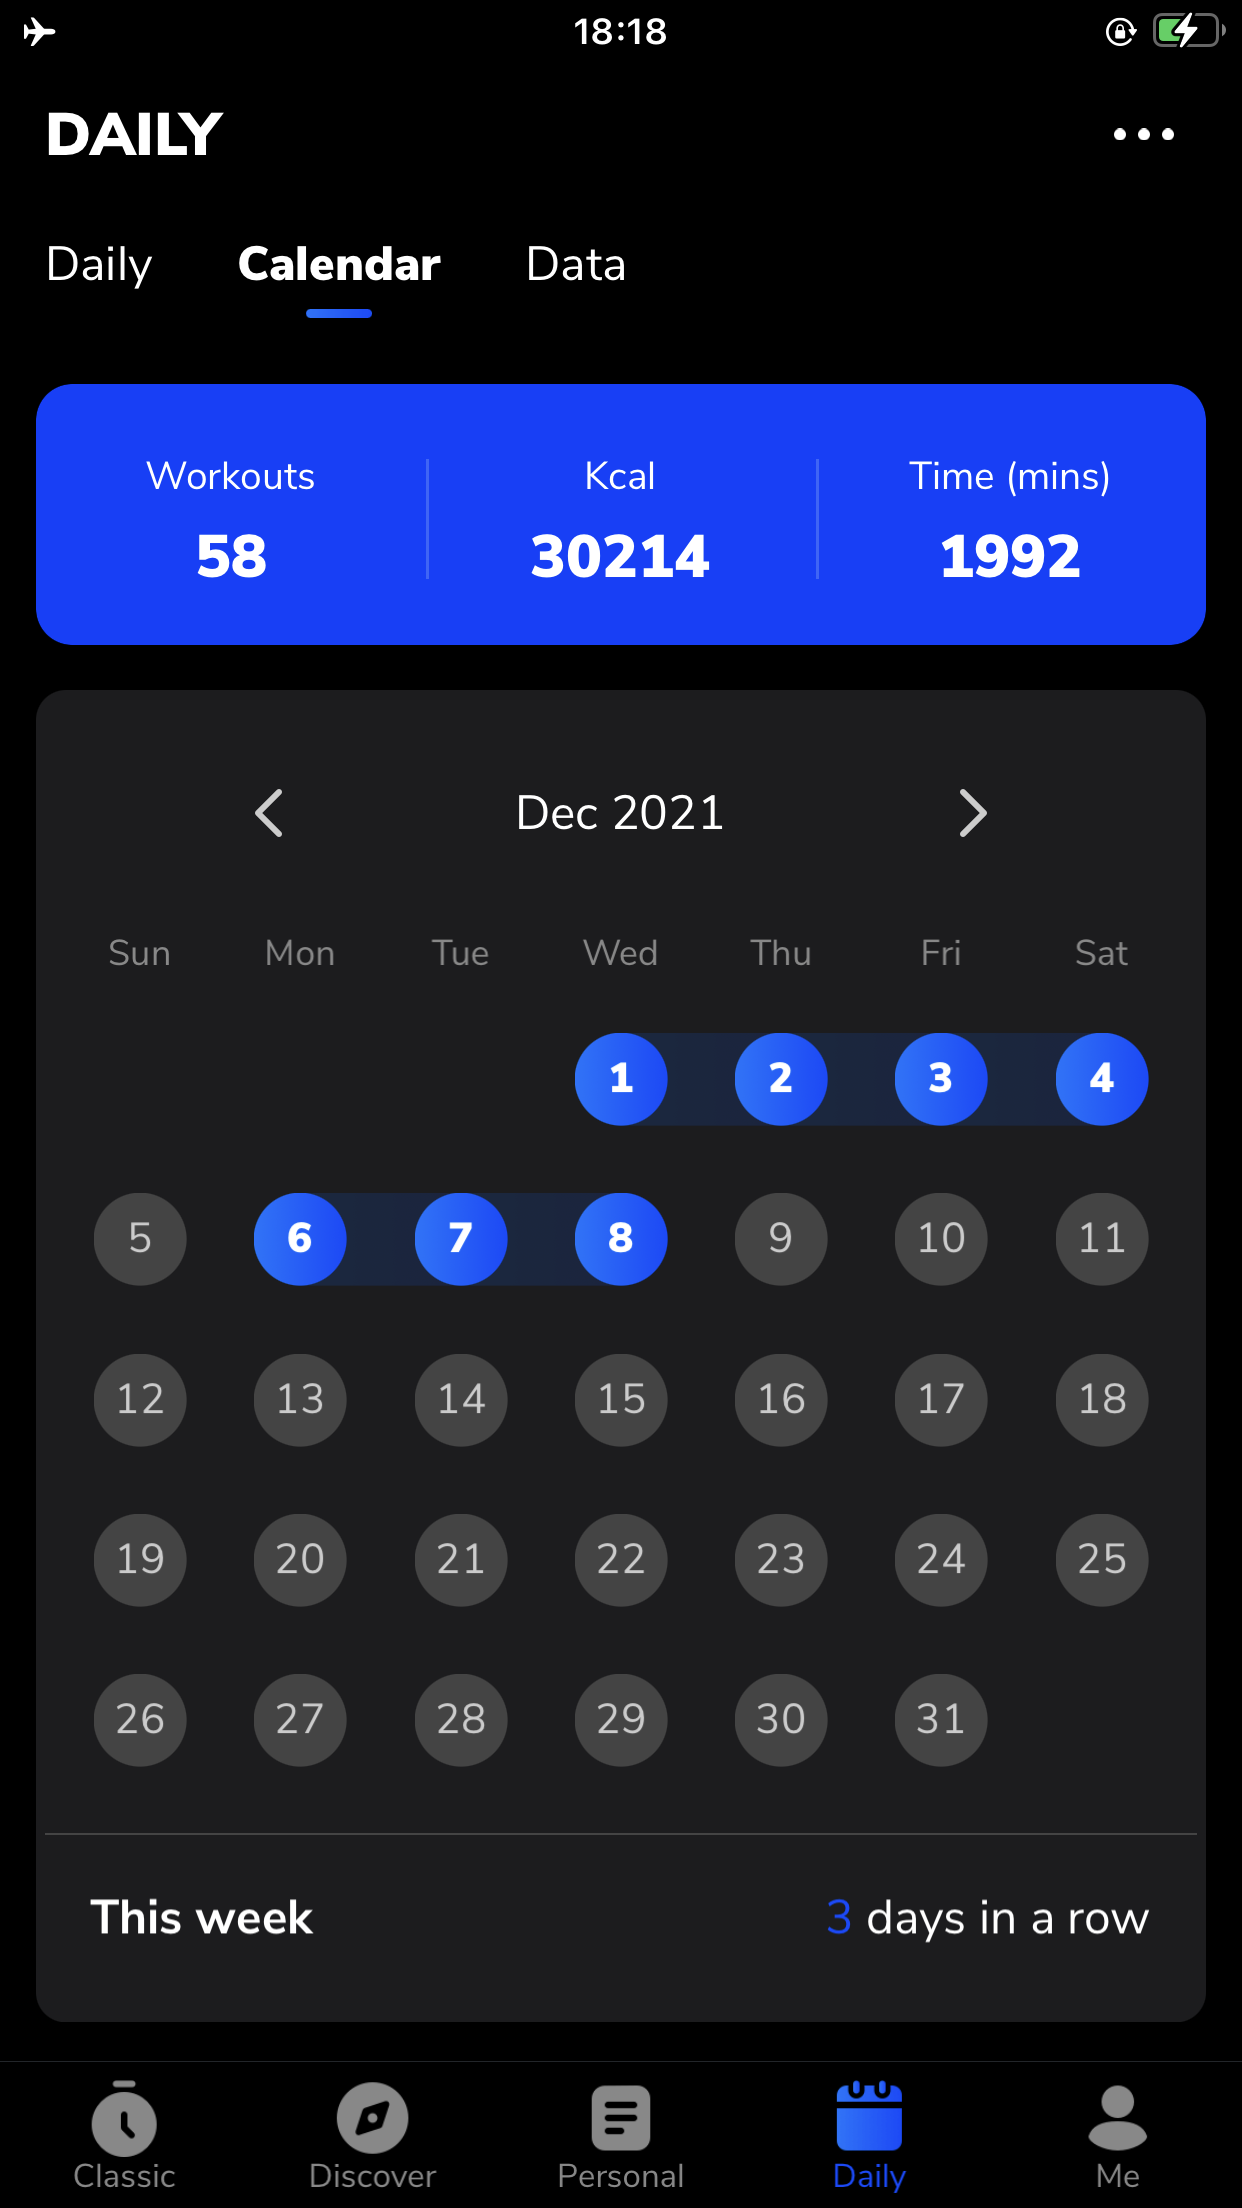 18:18
DAILY
Daily Calendar Data
Workouts Kcal Time (mins)
58 30214 1992
Dec 2021
Sun Mon Tue Wed Thu Fri Sat
1 2 3 4
5 6 7 8 9 10 11
12 13 14 15 16 17 18
19 20 21 22 23 24 25
26 27 28 29 30 31
This week 3 days in a row
Classic Discover Personal Daily Me